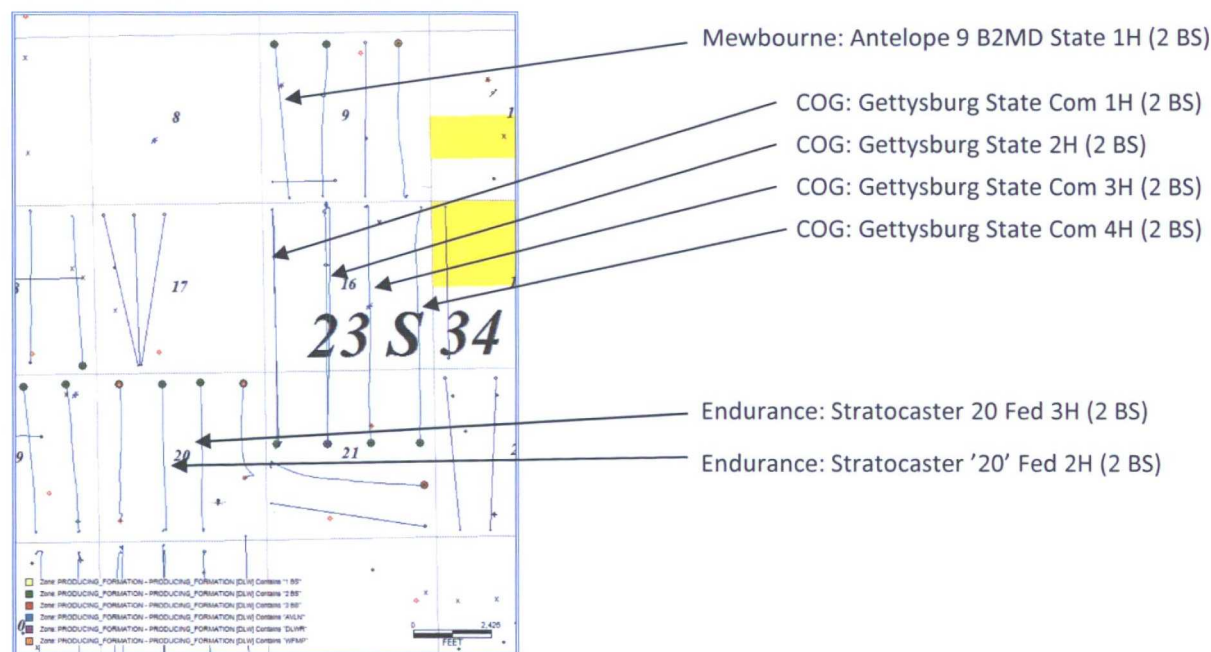 Mewbourne: Antelope 9 B2MD State 1H (2 BS)
COG: Gettysburg State Com 1H (2 BS)
COG: Gettysburg State 2H (2 BS)
COG: Gettysburg State Com 3H (2 BS)
COG: Gettysburg State Com 4H (2 BS)
8
9
1
17
16
1
23 S 34
Endurance: Stratocaster 20 Fed 3H (2 BS)
9
20
21
2
Endurance: Stratocaster ’20’ Fed 2H (2 BS)
Zone: PRODUCING_FORMATION - PRODUCING_FORMATION [DLW] Contains "1 BS"
Zone: PRODUCING_FORMATION - PRODUCING_FORMATION [DLW] Contains "2 BS"
Zone: PRODUCING_FORMATION - PRODUCING_FORMATION [DLW] Contains "3 BS"
Zone: PRODUCING_FORMATION - PRODUCING_FORMATION [DLW] Contains "AVLN"
Zone: PRODUCING_FORMATION - PRODUCING_FORMATION [DLW] Contains "DLWR"
Zone: PRODUCING_FORMATION - PRODUCING_FORMATION [DLW] Contains "WFMP"
0 2,426
FEET